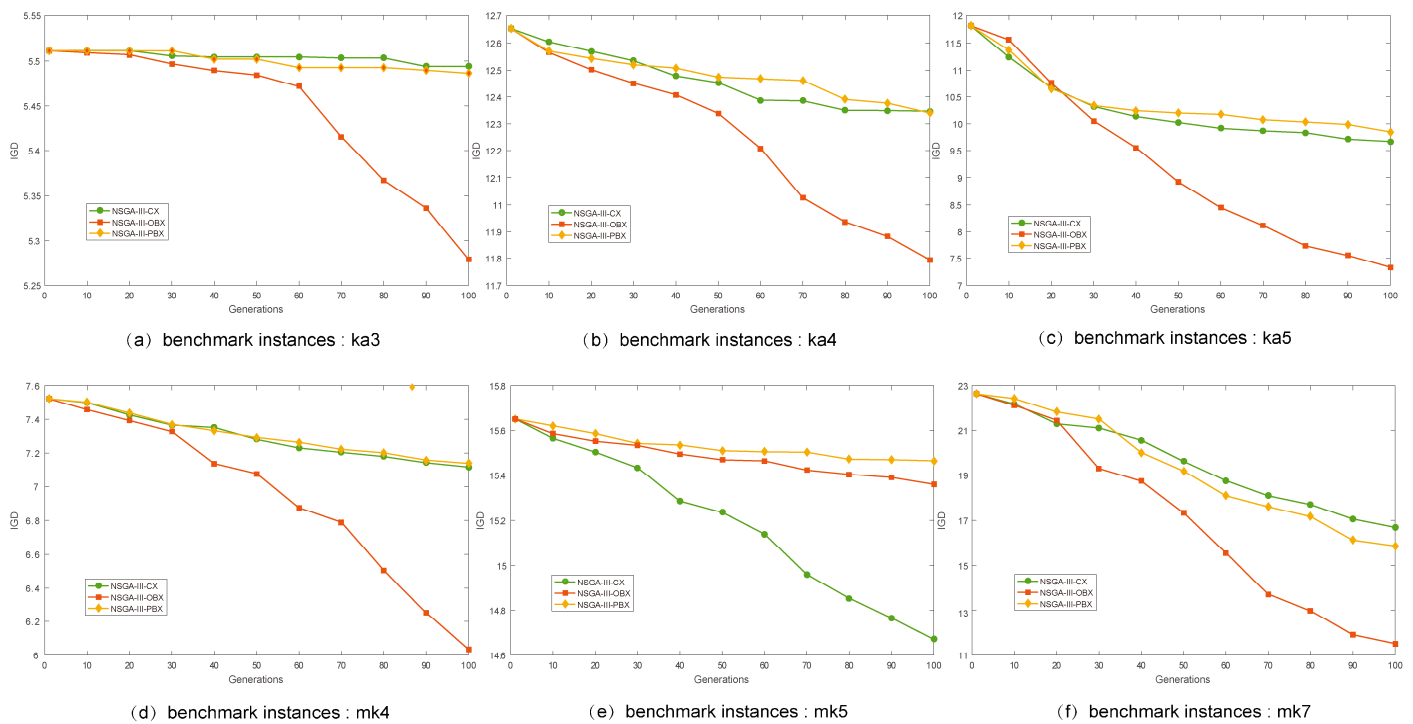 5.55
5.5
5.45
5.4
5.35
5.3
5.25
IGD
NSGA-III-CX
NSGA-III-OBX
NSGA-III-PBX
1 10 20 30 40 50 60 70 80 90 100
Generations
(a) benchmark instances : ka3
12.7
12.6
12.5
12.4
12.3
12.2
12.1
11
11.9
11.8
11.7
IGD
NSGA-III-CX
NSGA-III-OBX
NSGA-III-PBX
0 10 20 30 40 50 60 70 80 90 100
Generations
(b) benchmark instances : ka4
12
11.5
11
10.5
10
9.5
9
8.5
8
7.5
7
IGD
NSGA-III-CX
NSGA-III-OBX
NSGA-III-PBX
0 10 20 30 40 50 60 70 80 90 100
Generations
(c) benchmark instances : ka5
7.6
7.4
7.2
7
6.8
6.6
6.4
6.2
6
IGD
NSGA-III-CX
NSGA-III-OBX
NSGA-III-PBX
0 10 20 30 40 50 60 70 80 90 100
Generations
(d) benchmark instances : mk4
15.8
15.6
15.4
15.2
15
14.8
14.6
IGD
NSGA-III-CX
NSGA-III-OBX
NSGA-III-PBX
0 10 20 30 40 50 60 70 80 90 100
Generations
(e) benchmark instances : mk5
23
21
19
17
15
13
11
IGD
NSGA-III-CX
NSGA-III-OBX
NSGA-III-PBX
0 10 20 30 40 50 60 70 80 90 100
Generations
(f) benchmark instances : mk7